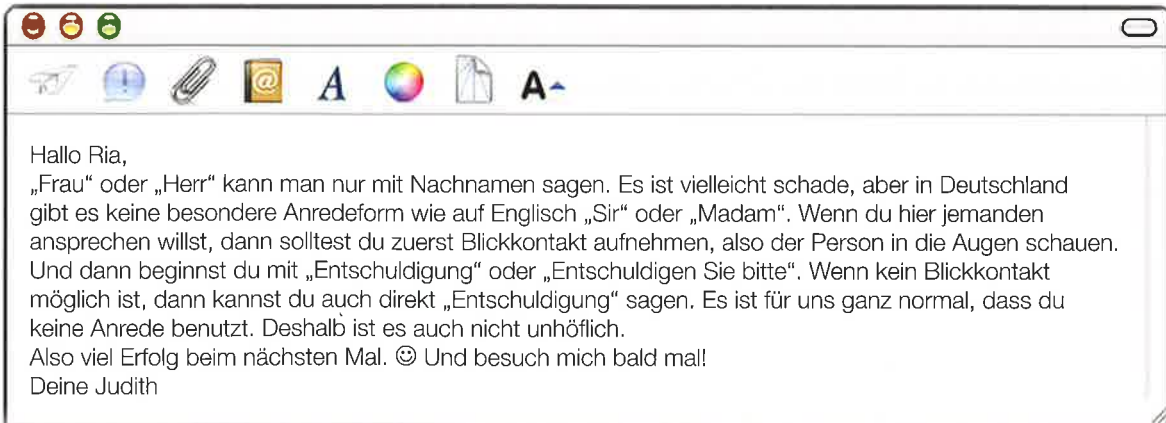 Hallo Ria,
„Frau“ oder „Herr“ kann man nur mit Nachnamen sagen. Es ist vielleicht schade, aber in Deutschland
gibt es keine besondere Anredeform wie auf Englisch „Sir“ oder „Madam“. Wenn du hier jemanden
ansprechen willst, dann solltest du zuerst Blickkontakt aufnehmen, also der Person in die Augen schauen.
Und dann beginnst du mit „Entschuldigung“ oder „Entschuldigen Sie bitte“. Wenn kein Blickkontakt
möglich ist, dann kannst du auch direkt „Entschuldigung“ sagen. Es ist für uns ganz normal, dass du
keine Anrede benutzt. Deshalb ist es auch nicht unhöflich.
Also viel Erfolg beim nächsten Mal. ☺ Und besuch mich bald mal!
Deine Judith